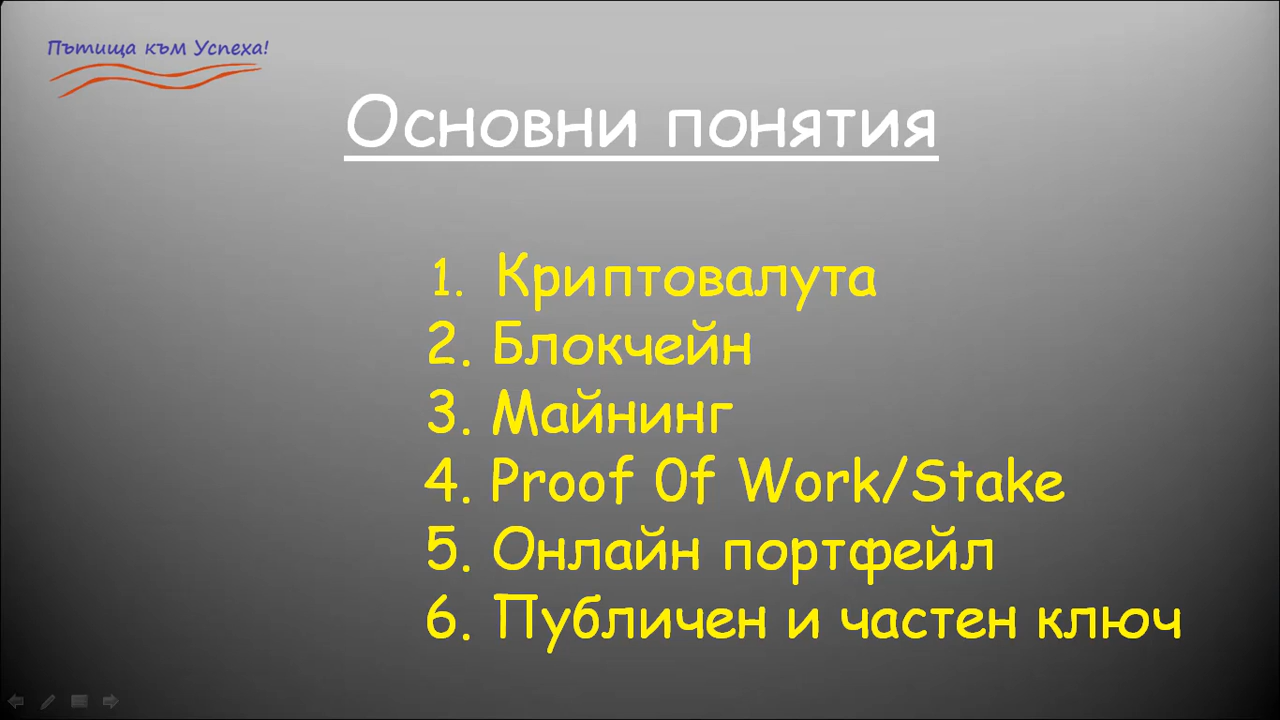 Пътища към Успеха!
Основни понятия
1. Криптовалута
2. Блокчейн
3. Майнинг
4. Proof 0f Work/Stake
5. Онлайн портфейл
6. Публичен и частен ключ